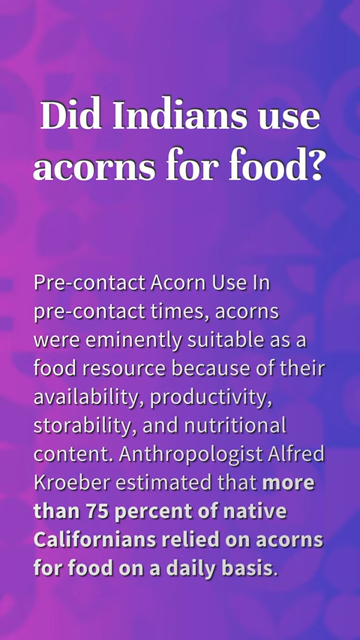 Did Indians use
acorns for food?
Pre-contact Acorn Use In
pre-contact times, acorns
were eminently suitable as a
food resource because of their
availability, productivity,
storability, and nutritional
content. Anthropologist Alfred
Kroeber estimated that more
than 75 percent of native
Californians relied on acorns
for food on a daily basis.